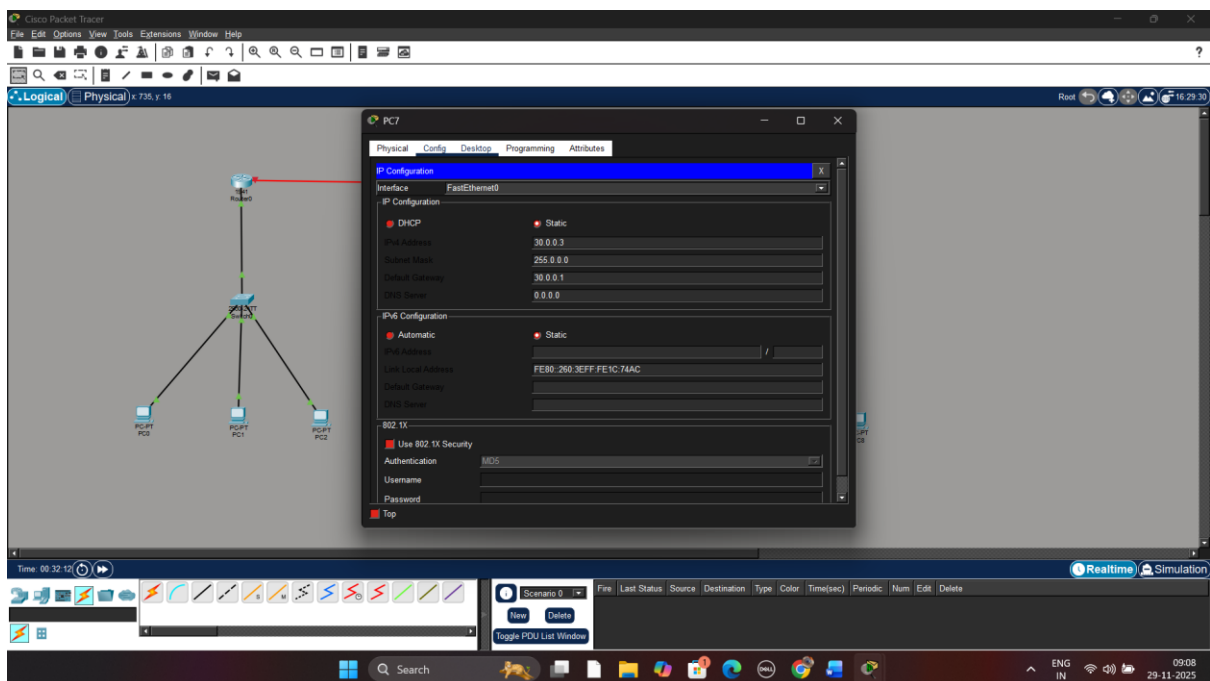 Cisco Packet Tracer
File Edit Options View Tools Extensions Window Help
?
Logical Physical x: 735, y: 16 Root 16:29:30
PC7
Physical Config Desktop Programming Attributes
IP Configuration X
Interface FastEthernet0
IP Configuration
DHCP Static
IPv4 Address 30.0.0.3
Subnet Mask 255.0.0.0
Default Gateway 30.0.0.1
DNS Server 0.0.0.0
IPv6 Configuration
Automatic Static
IPv6 Address /
Link Local Address FE80::260:3EFF:FE1C:74AC
Default Gateway
DNS Server
802.1X
Use 802.1X Security
Authentication MD5
Username
Password
Top
Router0
Switch0
PC-PT
PC0
PC-PT
PC1
PC-PT
PC2
Time: 00:32:12 Realtime Simulation
Scenario 0 Fire Last Status Source Destination Type Color Time(sec) Periodic Num Edit Delete
New Delete
Toggle PDU List Window
Search
ENG
IN
09:08
29-11-2025